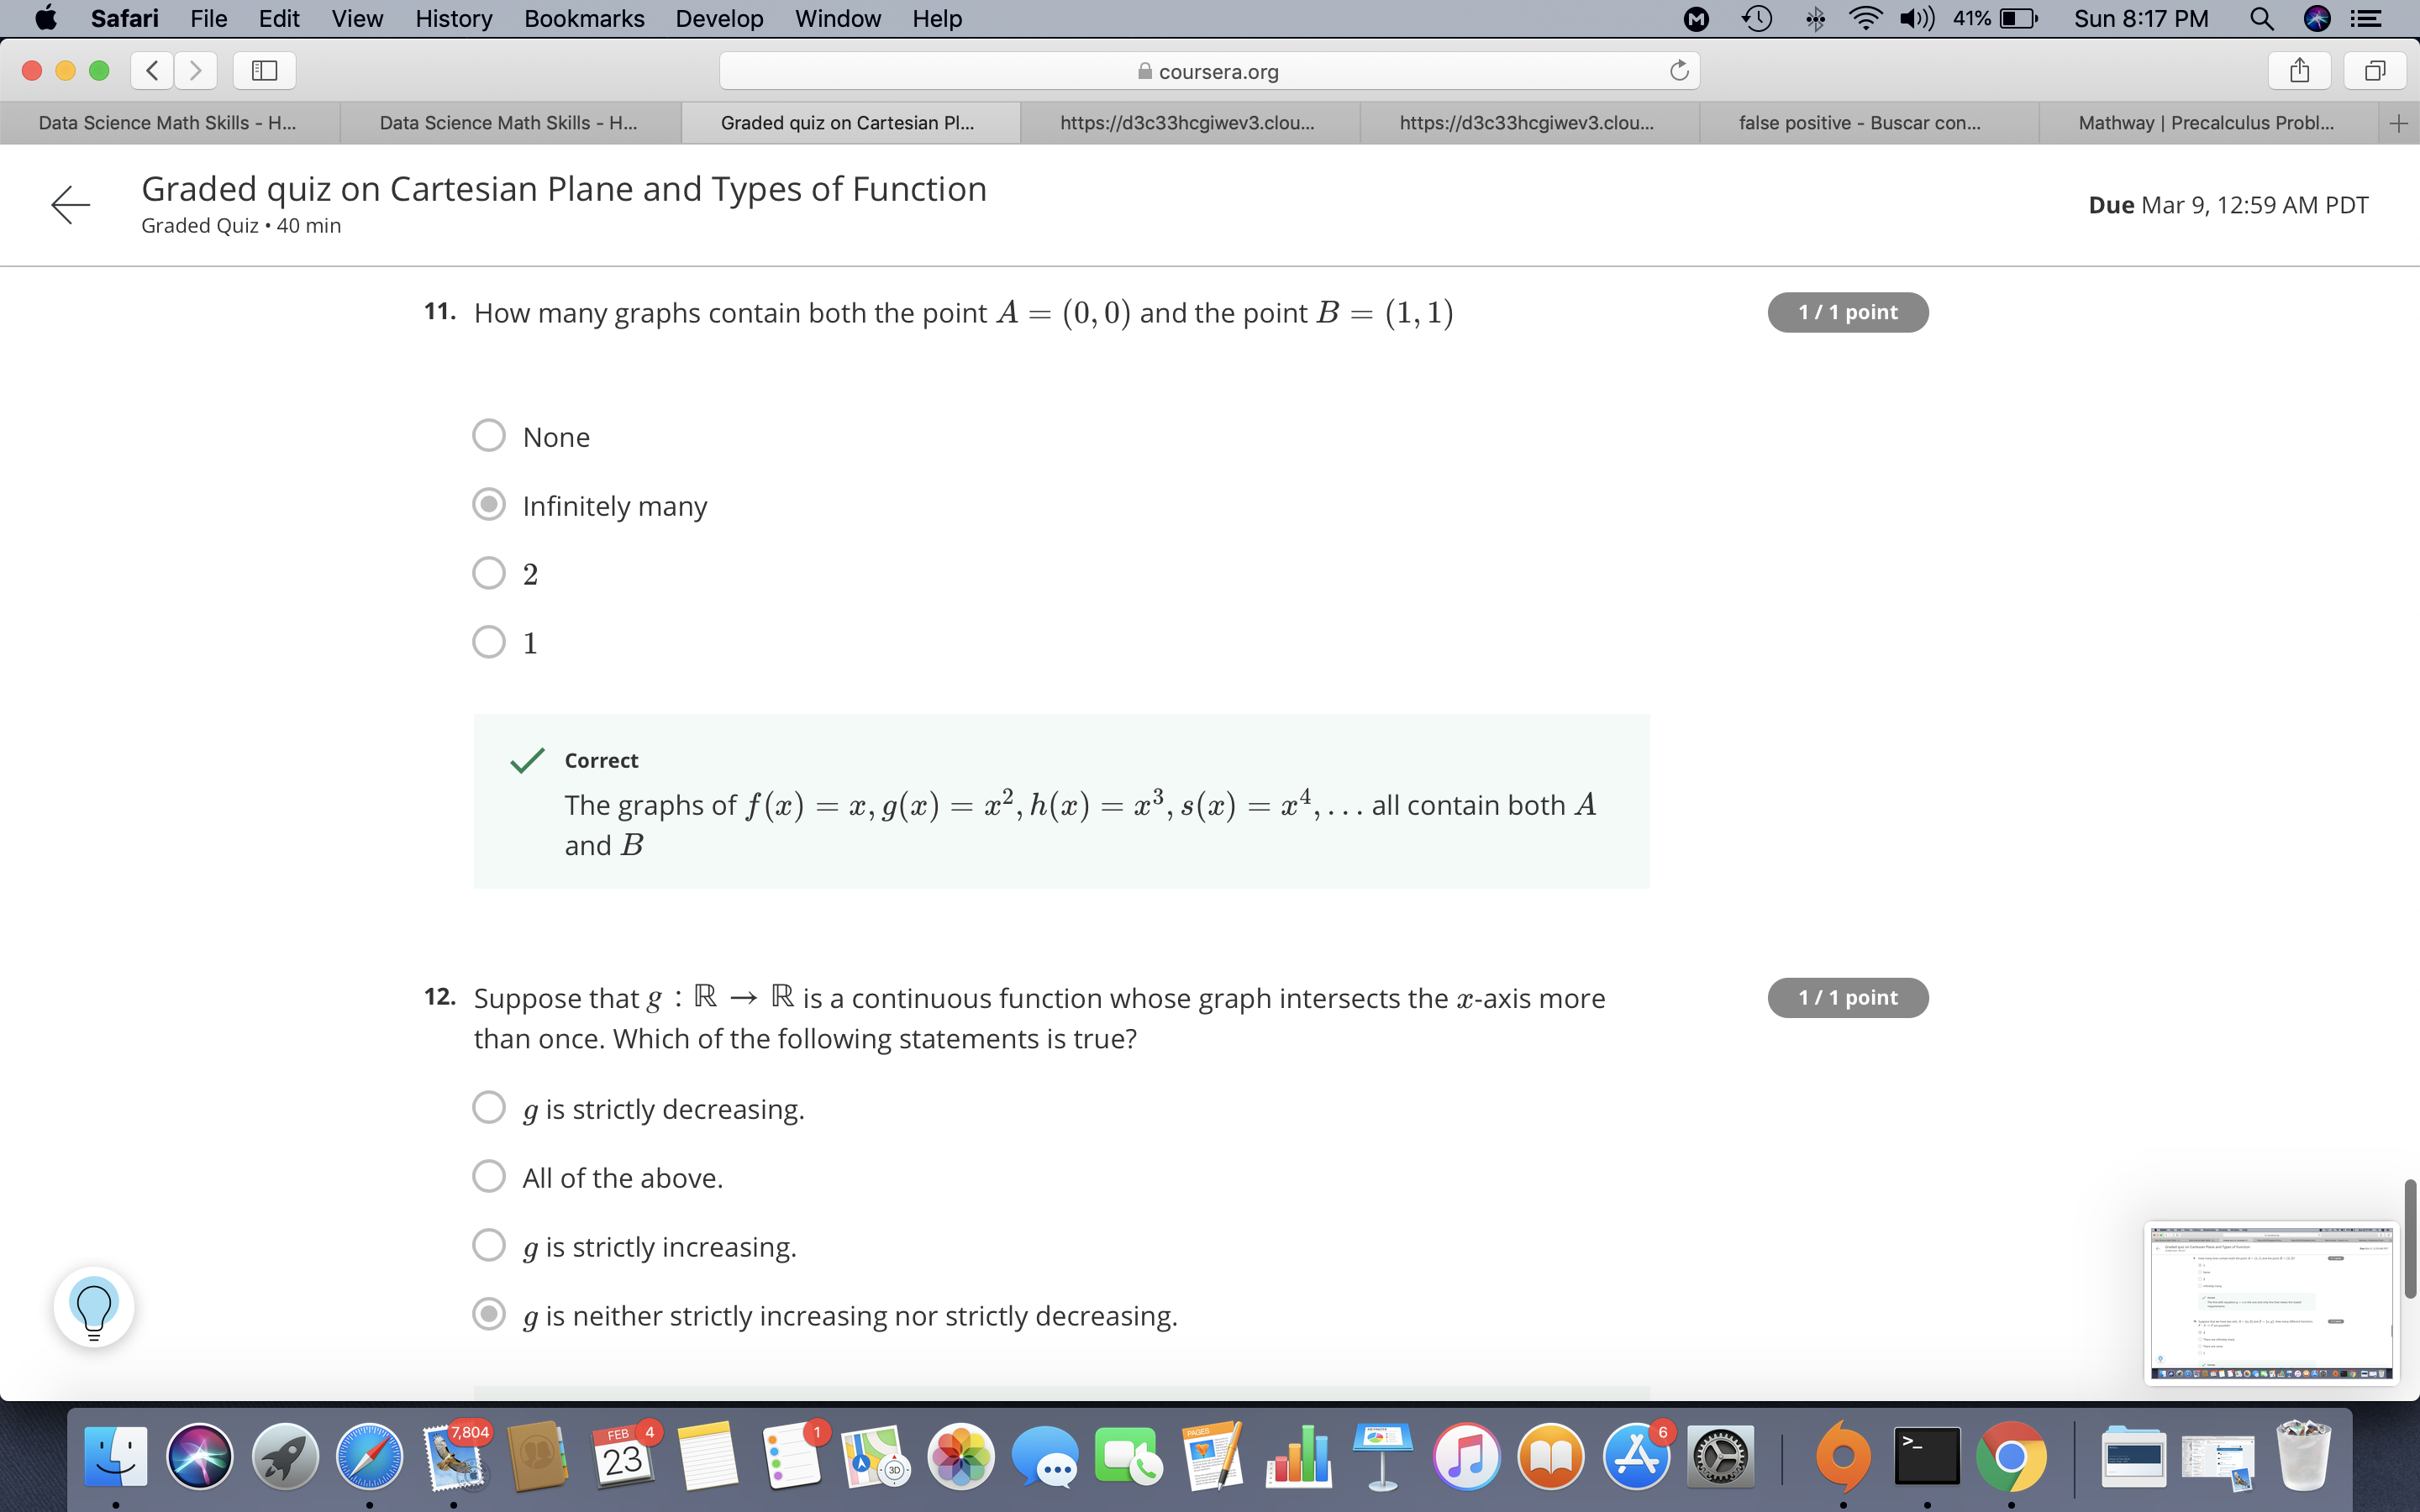 Safari File Edit View History Bookmarks Develop Window Help 41% Sun 8:17 PM
coursera.org
Data Science Math Skills - H... Data Science Math Skills - H... Graded quiz on Cartesian Pl... https://d3c33hcgiwev3.clou... https://d3c33hcgiwev3.clou... false positive - Buscar con... Mathway | Precalculus Probl...
Graded quiz on Cartesian Plane and Types of Function
Graded Quiz • 40 min
Due Mar 9, 12:59 AM PDT
11. How many graphs contain both the point A = (0, 0) and the point B = (1, 1)
1 / 1 point
None
Infinitely many
2
1
Correct
The graphs of f(x) = x, g(x) = x², h(x) = x³, s(x) = x⁴, . . . all contain both A
and B
12. Suppose that g : ℝ → ℝ is a continuous function whose graph intersects the x-axis more
than once. Which of the following statements is true?
1 / 1 point
g is strictly decreasing.
All of the above.
g is strictly increasing.
g is neither strictly increasing nor strictly decreasing.
7,804
FEB
23
4
1
3D
PAGES
6
>_